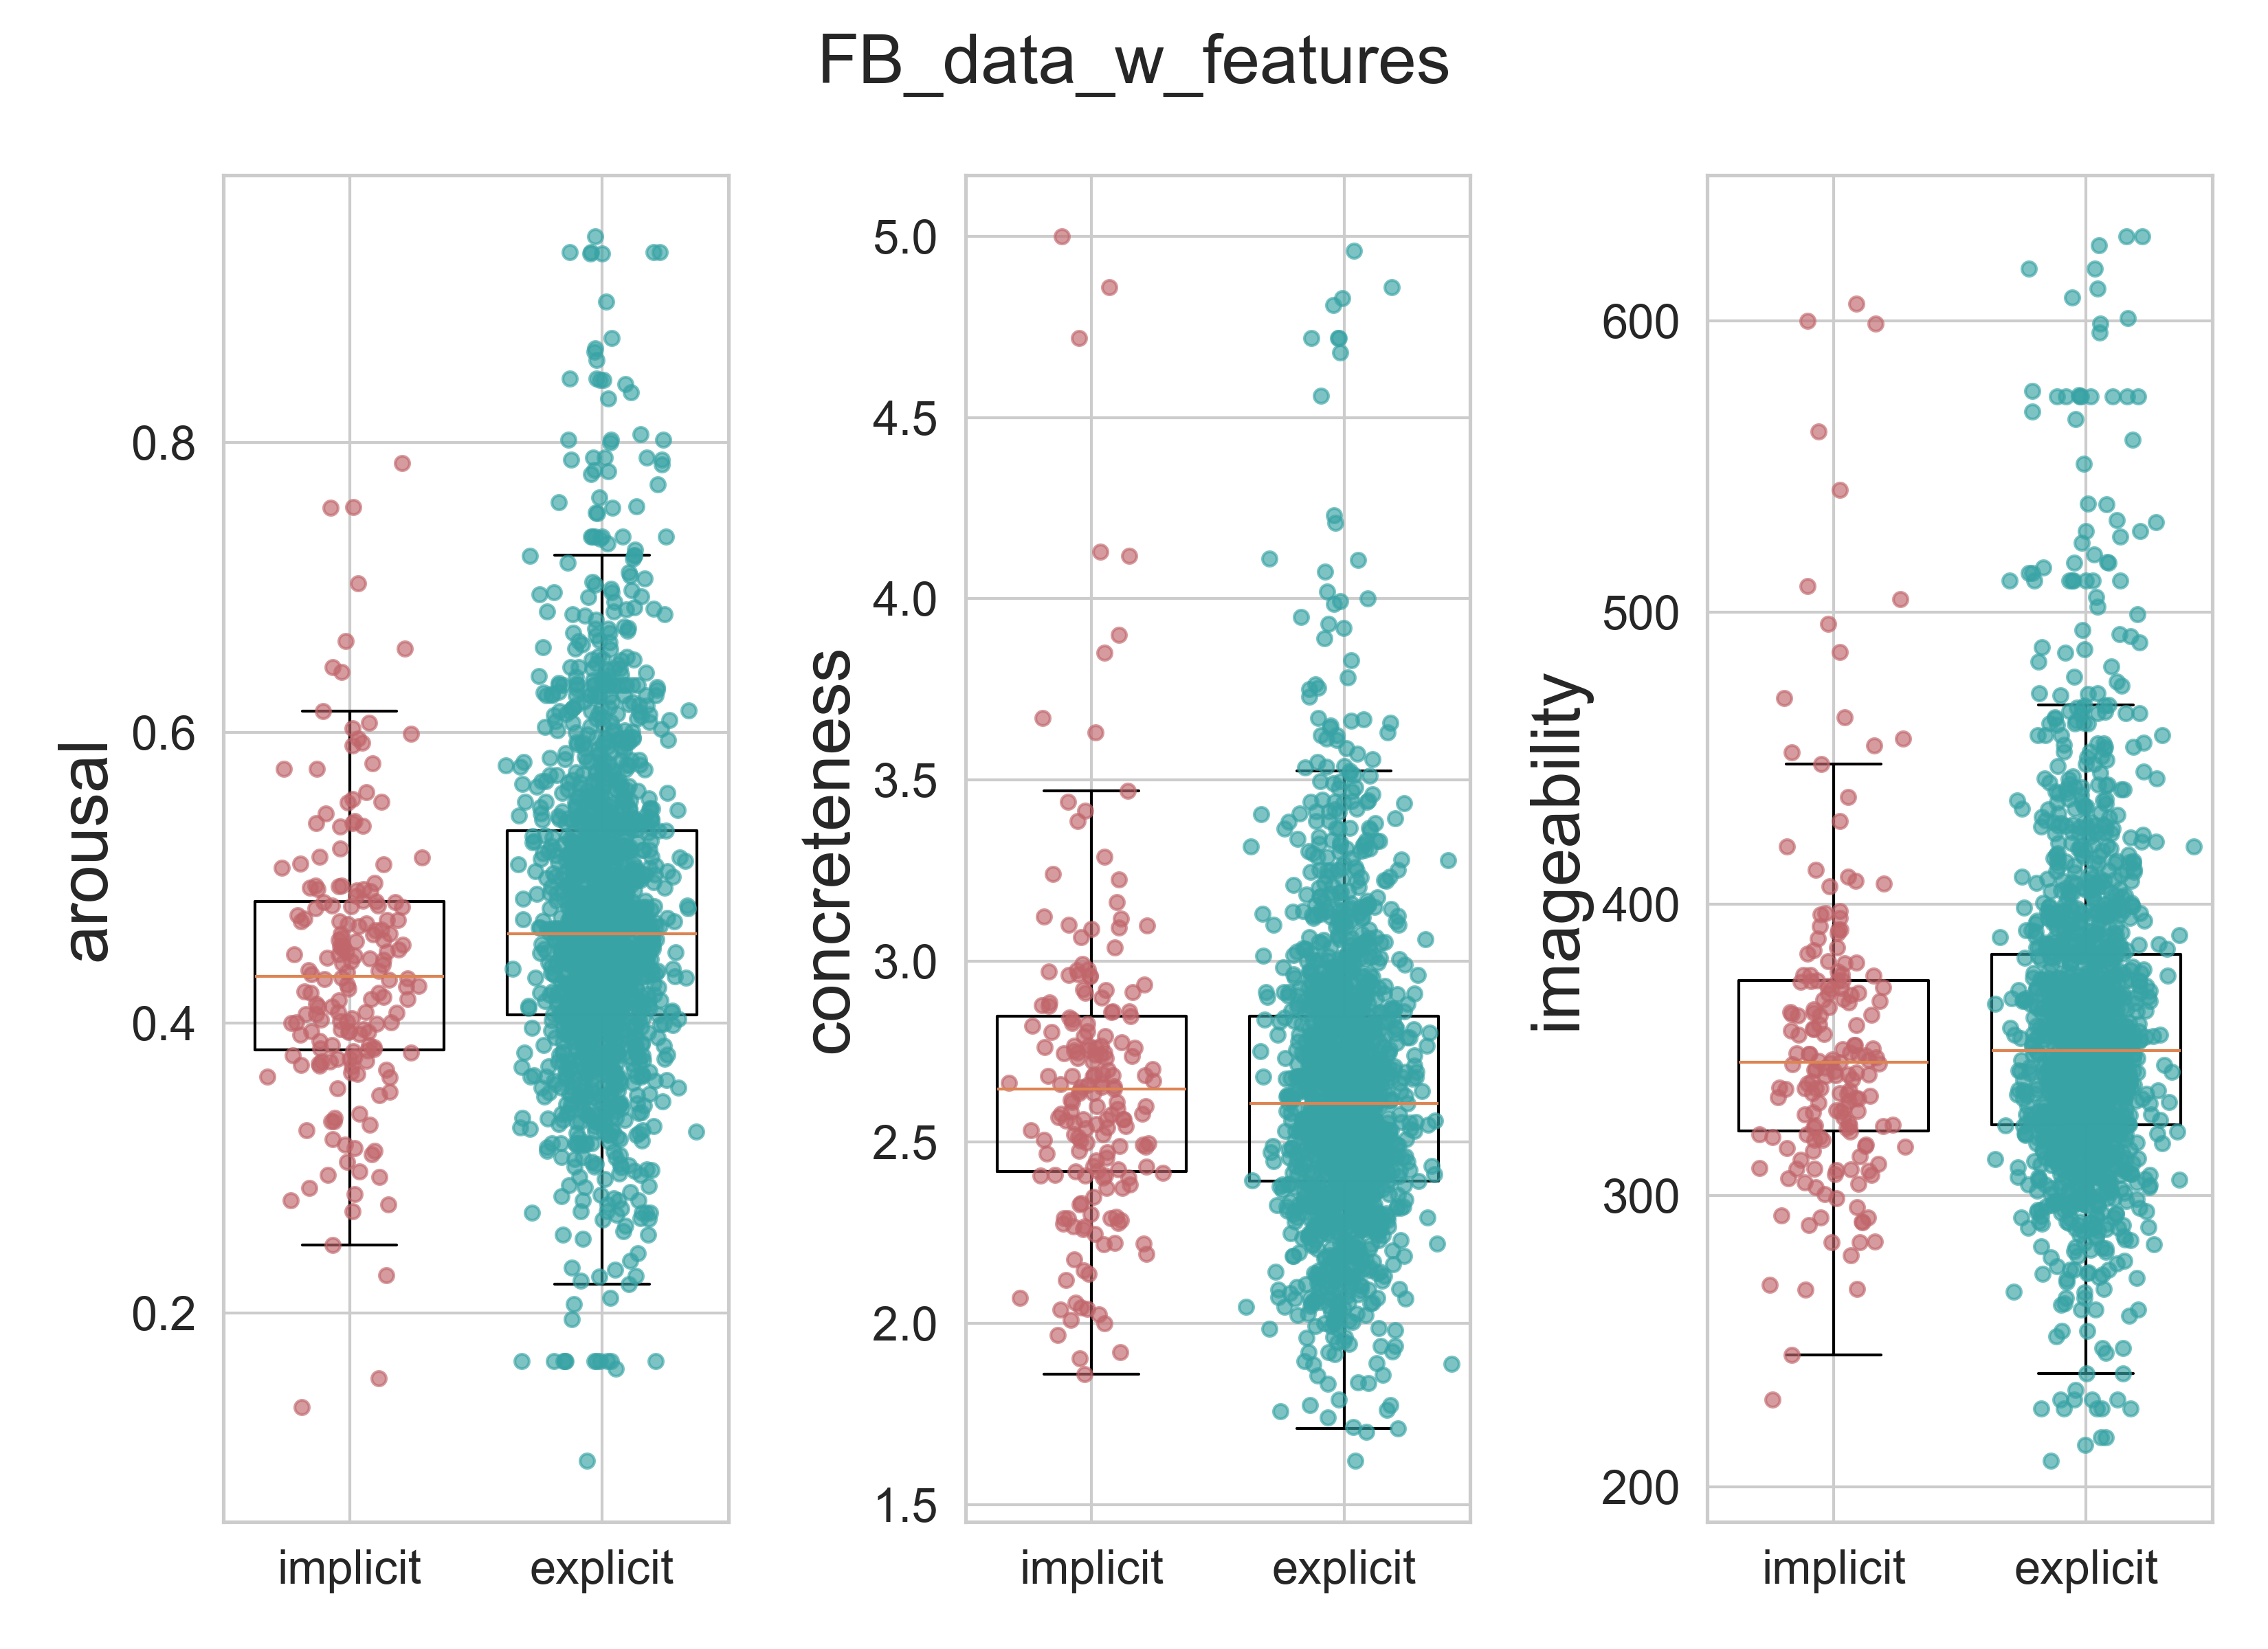 FB_data_w_features
arousal
0.8
0.6
0.4
0.2
implicit explicit
concreteness
5.0
4.5
4.0
3.5
3.0
2.5
2.0
1.5
implicit explicit
imageability
600
500
400
300
200
implicit explicit